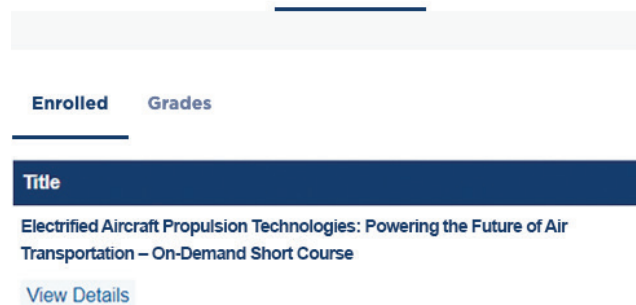 Enrolled Grades
Title
Electrified Aircraft Propulsion Technologies: Powering the Future of Air
Transportation – On-Demand Short Course
View Details